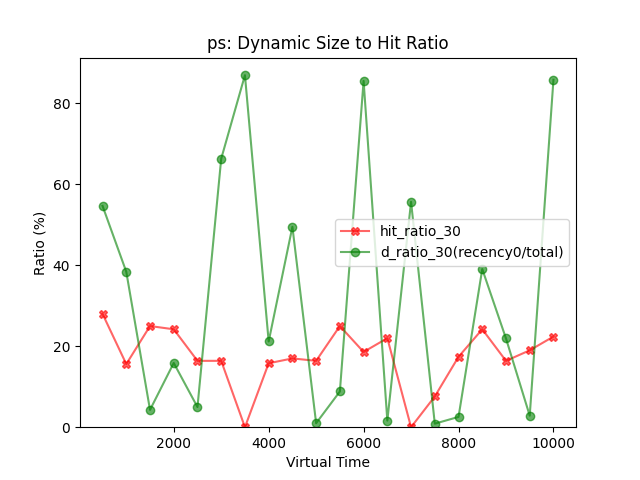 ps: Dynamic Size to Hit Ratio
80
60
40
20
0
Ratio (%)
hit_ratio_30
d_ratio_30(recency0/total)
2000 4000 6000 8000 10000
Virtual Time